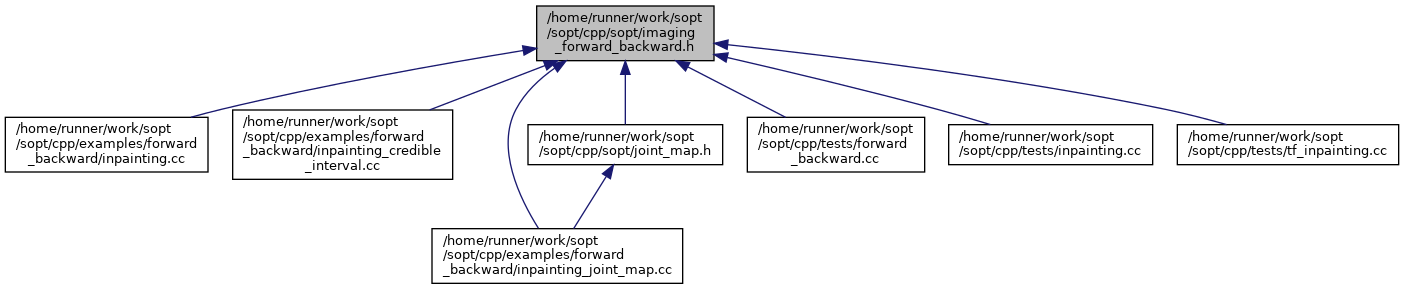 /home/runner/work/sopt
/sopt/cpp/sopt/imaging
_forward_backward.h
/home/runner/work/sopt
/sopt/cpp/examples/forward
_backward/inpainting.cc
/home/runner/work/sopt
/sopt/cpp/examples/forward
_backward/inpainting_credible
_interval.cc
/home/runner/work/sopt
/sopt/cpp/sopt/joint_map.h
/home/runner/work/sopt
/sopt/cpp/tests/forward
_backward.cc
/home/runner/work/sopt
/sopt/cpp/tests/inpainting.cc
/home/runner/work/sopt
/sopt/cpp/tests/tf_inpainting.cc
/home/runner/work/sopt
/sopt/cpp/examples/forward
_backward/inpainting_joint_map.cc